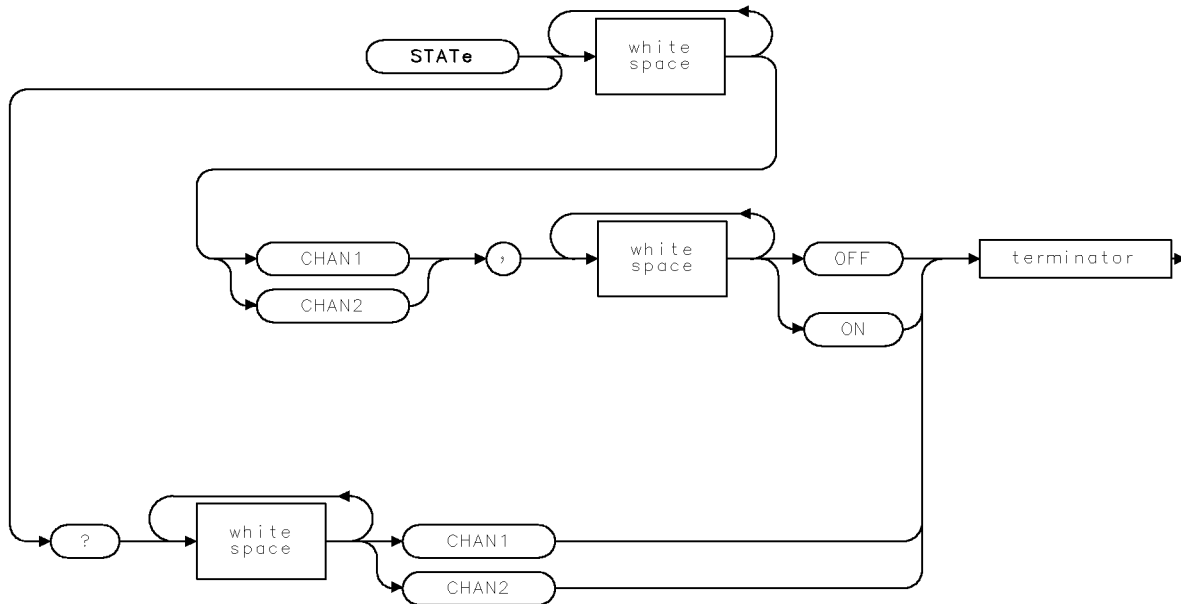 STATe
white
space
CHAN1
,
white
space
OFF
terminator
CHAN2
ON
?
white
space
CHAN1
CHAN2